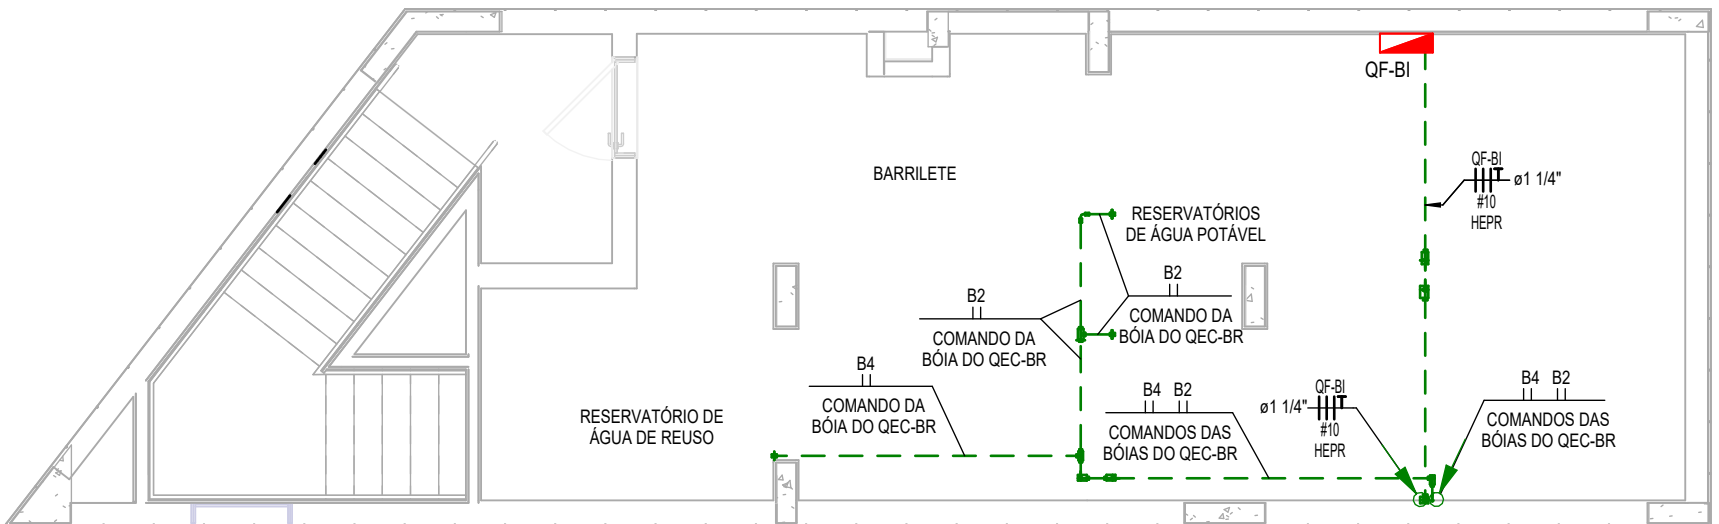 QF-BI
QF-BI
ø1 1/4"
#10
HEPR
BARRILETE
RESERVATÓRIOS
DE ÁGUA POTÁVEL
B2
COMANDO DA
BÓIA DO QEC-BR
B2
COMANDO DA
BÓIA DO QEC-BR
B4
COMANDO DA
BÓIA DO QEC-BR
RESERVATÓRIO DE
ÁGUA DE REUSO
B4 B2
COMANDOS DAS
BÓIAS DO QEC-BR
QF-BI
ø1 1/4"
#10
HEPR
B4 B2
COMANDOS DAS
BÓIAS DO QEC-BR